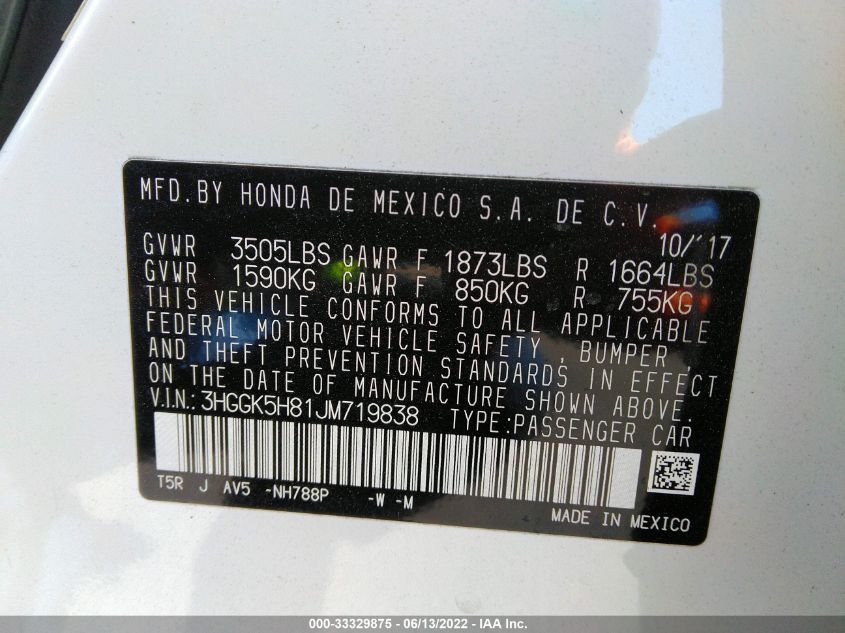 MFD.BY HONDA DE MEXICO S.A. DE C.V.
10/'17
GVWR 3505LBS GAWR F 1873LBS R 1664LBS
GVWR 1590KG GAWR F 850KG R 755KG
THIS VEHICLE CONFORMS TO ALL APPLICABLE
FEDERAL MOTOR VEHICLE SAFETY , BUMPER ,
AND THEFT PREVENTION STANDARDS IN EFFECT
ON THE DATE OF MANUFACTURE SHOWN ABOVE.
V.I.N.: 3HGGK5H81JM719838 TYPE:PASSENGER CAR
T5R J AV5 -NH788P -W -M
MADE IN MEXICO
000-33329875 - 06/13/2022 - IAA Inc.